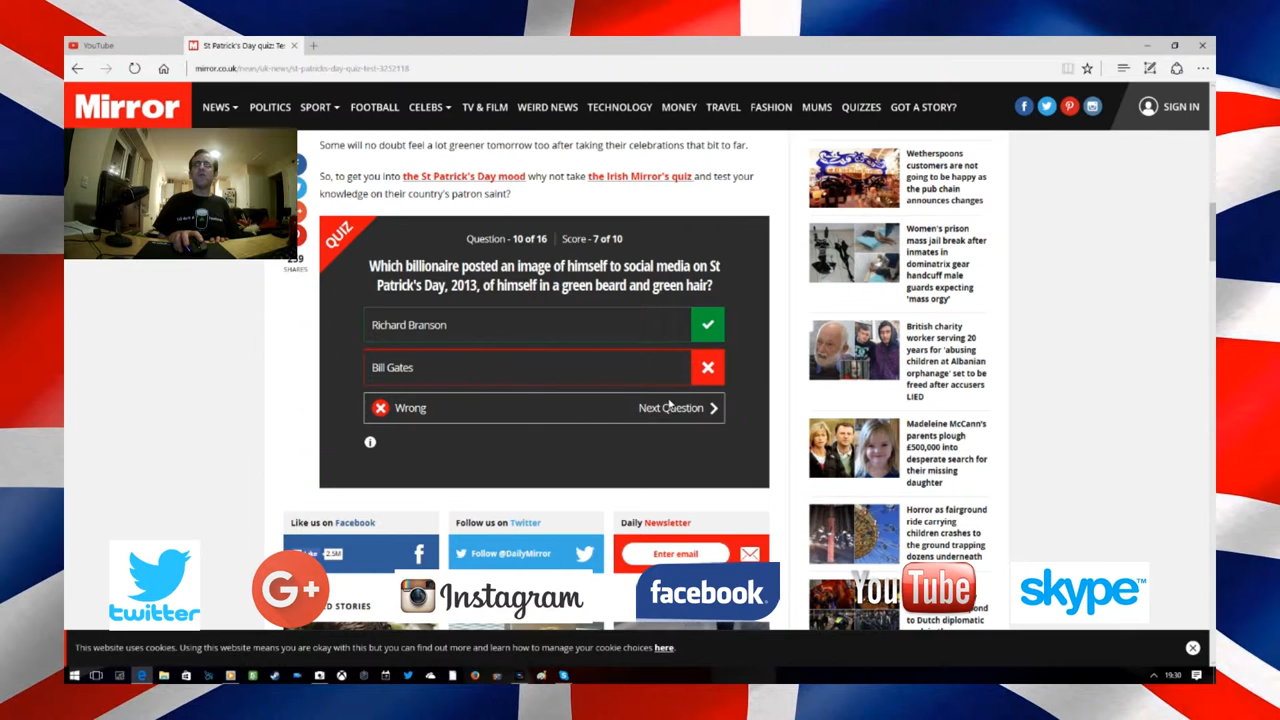 YouTube
St Patrick's Day quiz: Te
mirror.co.uk/news/uk-news/st-patricks-day-quiz-test-3252118
Mirror
NEWS POLITICS SPORT FOOTBALL CELEBS TV & FILM WEIRD NEWS TECHNOLOGY MONEY TRAVEL FASHION MUMS QUIZZES GOT A STORY?
SIGN IN
Some will no doubt feel a lot greener tomorrow too after taking their celebrations that bit to far.
So, to get you into the St Patrick's Day mood why not take the Irish Mirror's quiz and test your
knowledge on their country's patron saint?
SHARES
QUIZ
Question - 10 of 16 Score - 7 of 10
Which billionaire posted an image of himself to social media on St
Patrick's Day, 2013, of himself in a green beard and green hair?
Richard Branson
Bill Gates
Wrong
Next Question
Wetherspoons
customers are not
going to be happy as
the pub chain
announces changes
Women's prison
mass jail break after
inmates in
dominatrix gear
handcuff male
guards expecting
'mass orgy'
British charity
worker serving 20
years for 'abusing
children at Albanian
orphanage' set to be
freed after accusers
LIED
Madeleine McCann's
parents plough
£500,000 into
desperate search for
their missing
daughter
Horror as fairground
ride carrying
children crashes to
the ground trapping
dozens underneath
to Dutch diplomatic
Like us on Facebook
2.5M
Follow us on Twitter
Follow @DailyMirror
Daily Newsletter
Enter email
ED STORIES
twitter
G+
Instagram
facebook
YouTube
skype™
This website uses cookies. Using this website means you are okay with this but you can find out more and learn how to manage your cookie choices here.
19:30